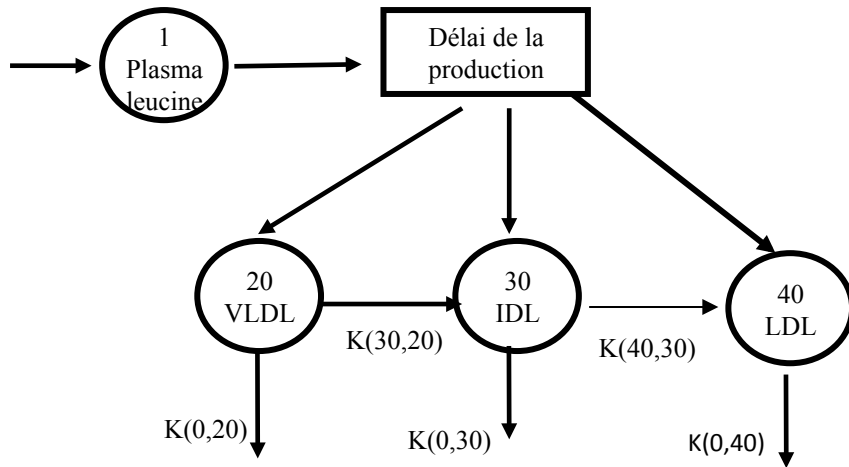 1
Plasma
leucine
Délai de la
production
20
VLDL
30
IDL
40
LDL
K(30,20)
K(40,30)
K(0,20)
K(0,30)
K(0,40)